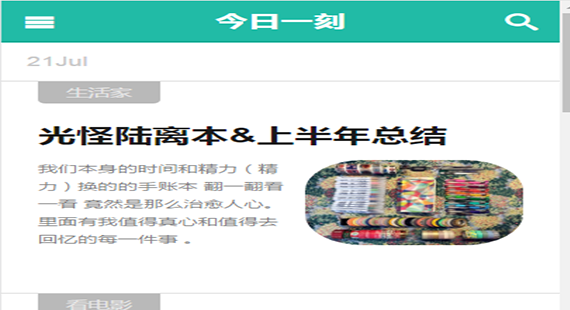 今日一刻
21Jul
生活家
光怪陆离本&上半年总结
我们本身的时间和精力（精
力）换的的手账本 翻一翻看
一看 竟然是那么治愈人心。
里面有我值得真心和值得去
回忆的每一件事 。
看电影